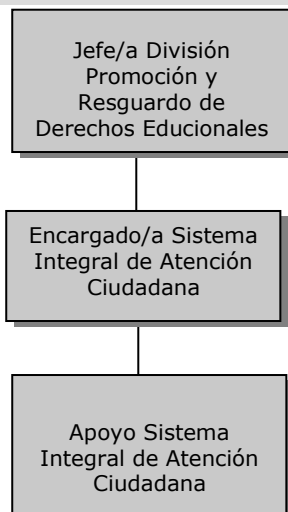 Jefe/a División
Promoción y
Resguardo de
Derechos Educionales
Encargado/a Sistema
Integral de Atención
Ciudadana
Apoyo Sistema
Integral de Atención
Ciudadana